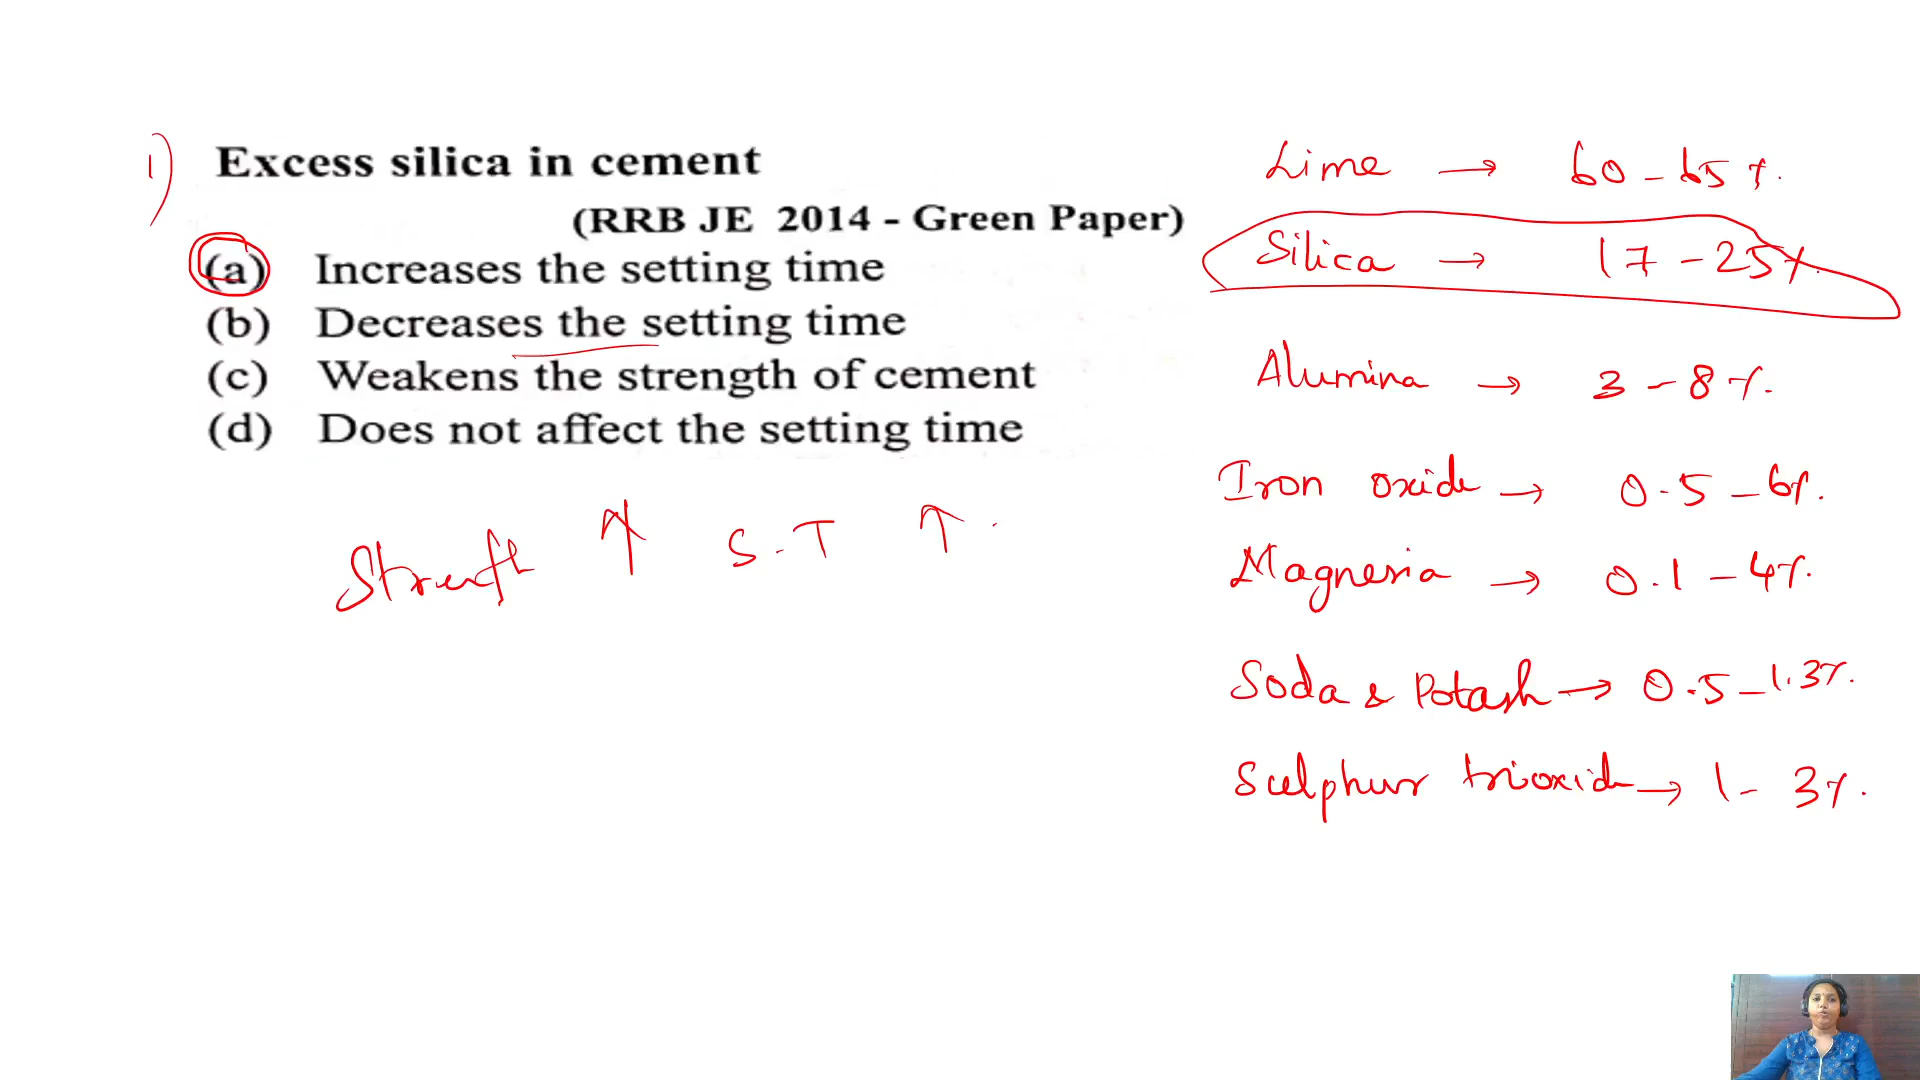 1) Excess silica in cement
(RRB JE 2014 - Green Paper)
(a) Increases the setting time
(b) Decreases the setting time
(c) Weakens the strength of cement
(d) Does not affect the setting time
Strength ↑ S.T ↑.
Lime → 60 - 65%.
Silica → 17 - 25%.
Alumina → 3 - 8%.
Iron oxide → 0.5 - 6%.
Magnesia → 0.1 - 4%.
Soda & Potash → 0.5 - 1.3%.
Sulphur trioxide → 1 - 3%.